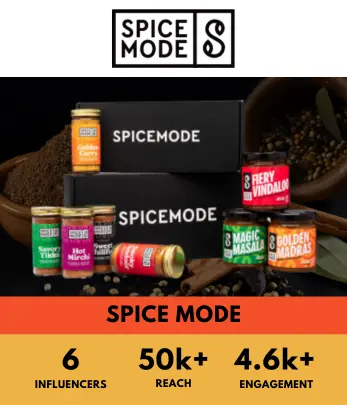 SPICE
MODE
S
SPICEMODE
Golden
Curry
SPICEMODE
FIERY
VINDALOO
Savory
Tikka
Hot
Mirchi
Sweet
MAGIC
MASALA
GOLDEN
MADRAS
SPICE MODE
6
INFLUENCERS
50k+
REACH
4.6k+
ENGAGEMENT